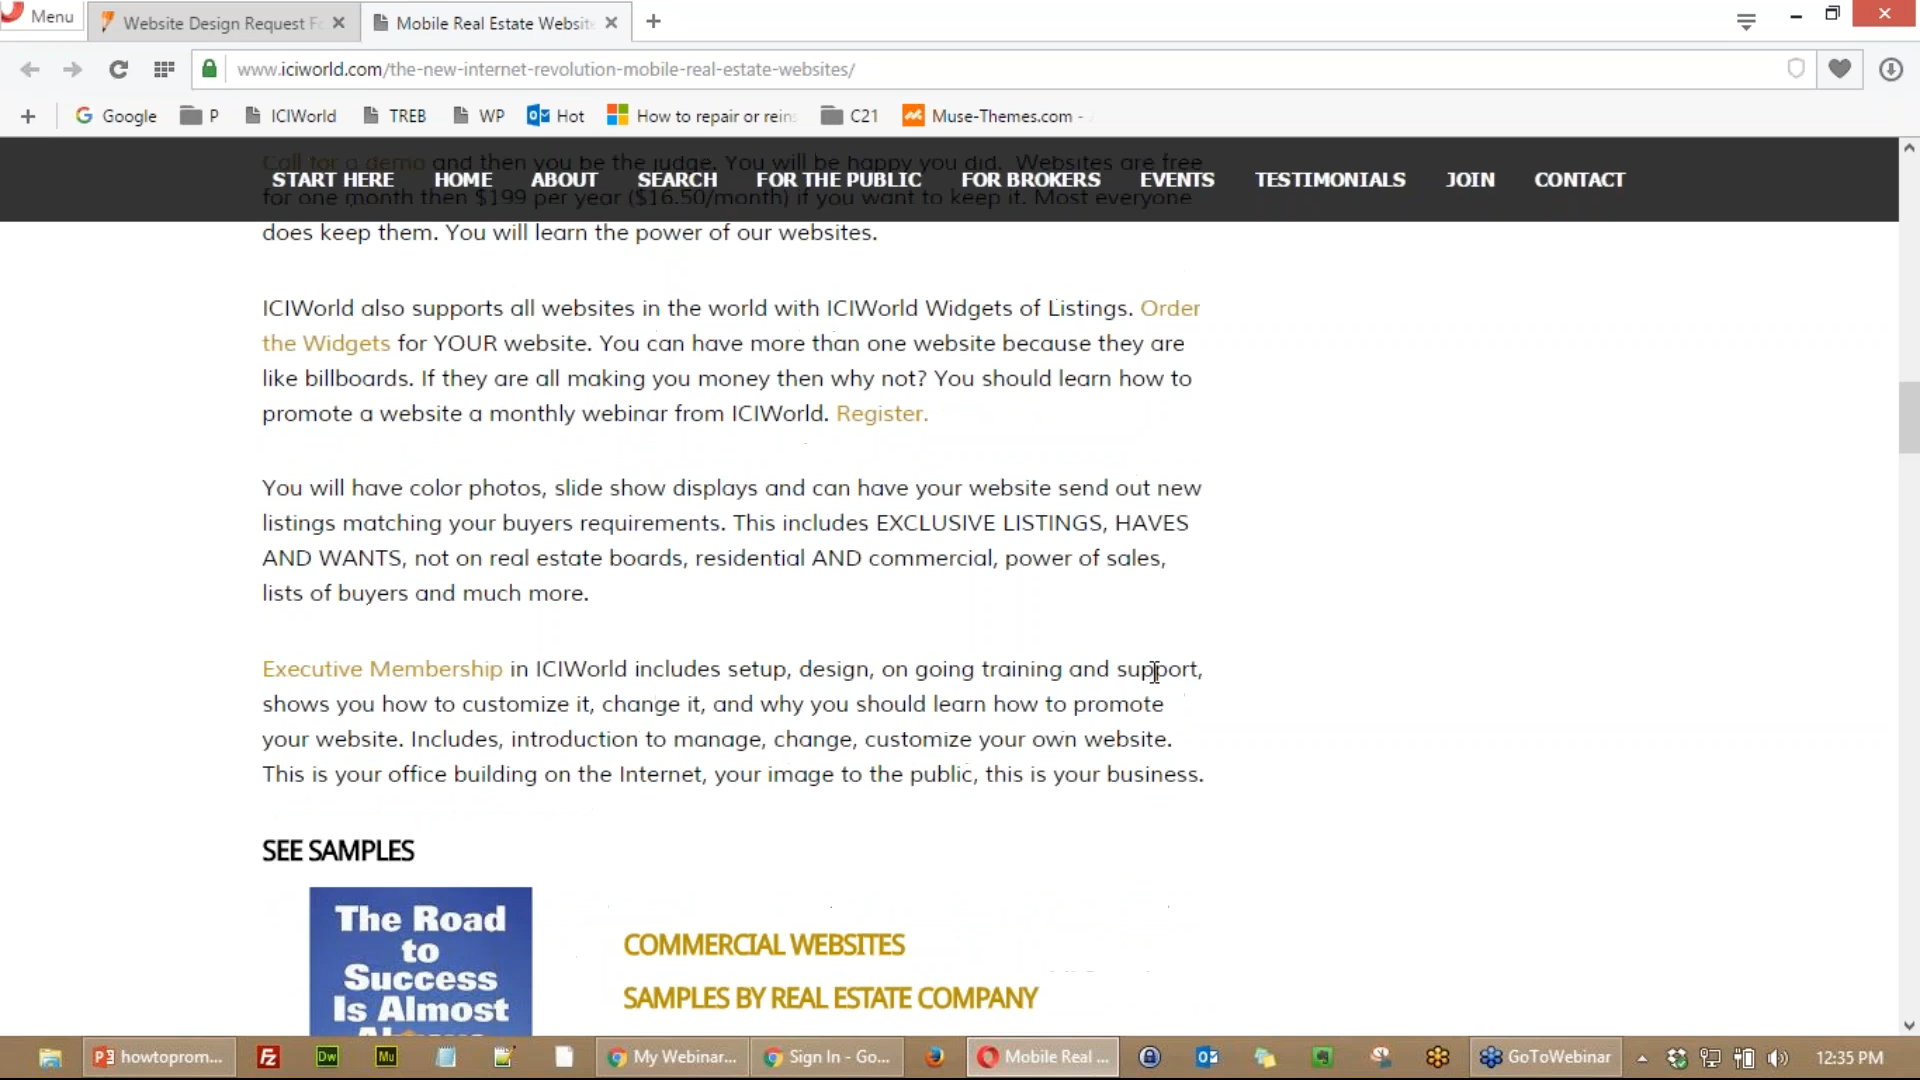 Menu
Website Design Request F
Mobile Real Estate Websit
www.iciworld.com/the-new-internet-revolution-mobile-real-estate-websites/
Google P ICIWorld TREB WP Hot How to repair or rein C21 Muse-Themes.com -
Call for a demo and then you be the judge. You will be happy you did. Websites are free
START HERE HOME ABOUT SEARCH FOR THE PUBLIC FOR BROKERS EVENTS TESTIMONIALS JOIN CONTACT
for one month then $199 per year ($16.50/month) if you want to keep it. Most everyone
does keep them. You will learn the power of our websites.
ICIWorld also supports all websites in the world with ICIWorld Widgets of Listings. Order
the Widgets for YOUR website. You can have more than one website because they are
like billboards. If they are all making you money then why not? You should learn how to
promote a website a monthly webinar from ICIWorld. Register.
You will have color photos, slide show displays and can have your website send out new
listings matching your buyers requirements. This includes EXCLUSIVE LISTINGS, HAVES
AND WANTS, not on real estate boards, residential AND commercial, power of sales,
lists of buyers and much more.
Executive Membership in ICIWorld includes setup, design, on going training and support,
shows you how to customize it, change it, and why you should learn how to promote
your website. Includes, introduction to manage, change, customize your own website.
This is your office building on the Internet, your image to the public, this is your business.
SEE SAMPLES
The Road
to
Success
Is Almost
COMMERCIAL WEBSITES
SAMPLES BY REAL ESTATE COMPANY
howtoprom... My Webinar... Sign In - Go... Mobile Real ... GoToWebinar 12:35 PM